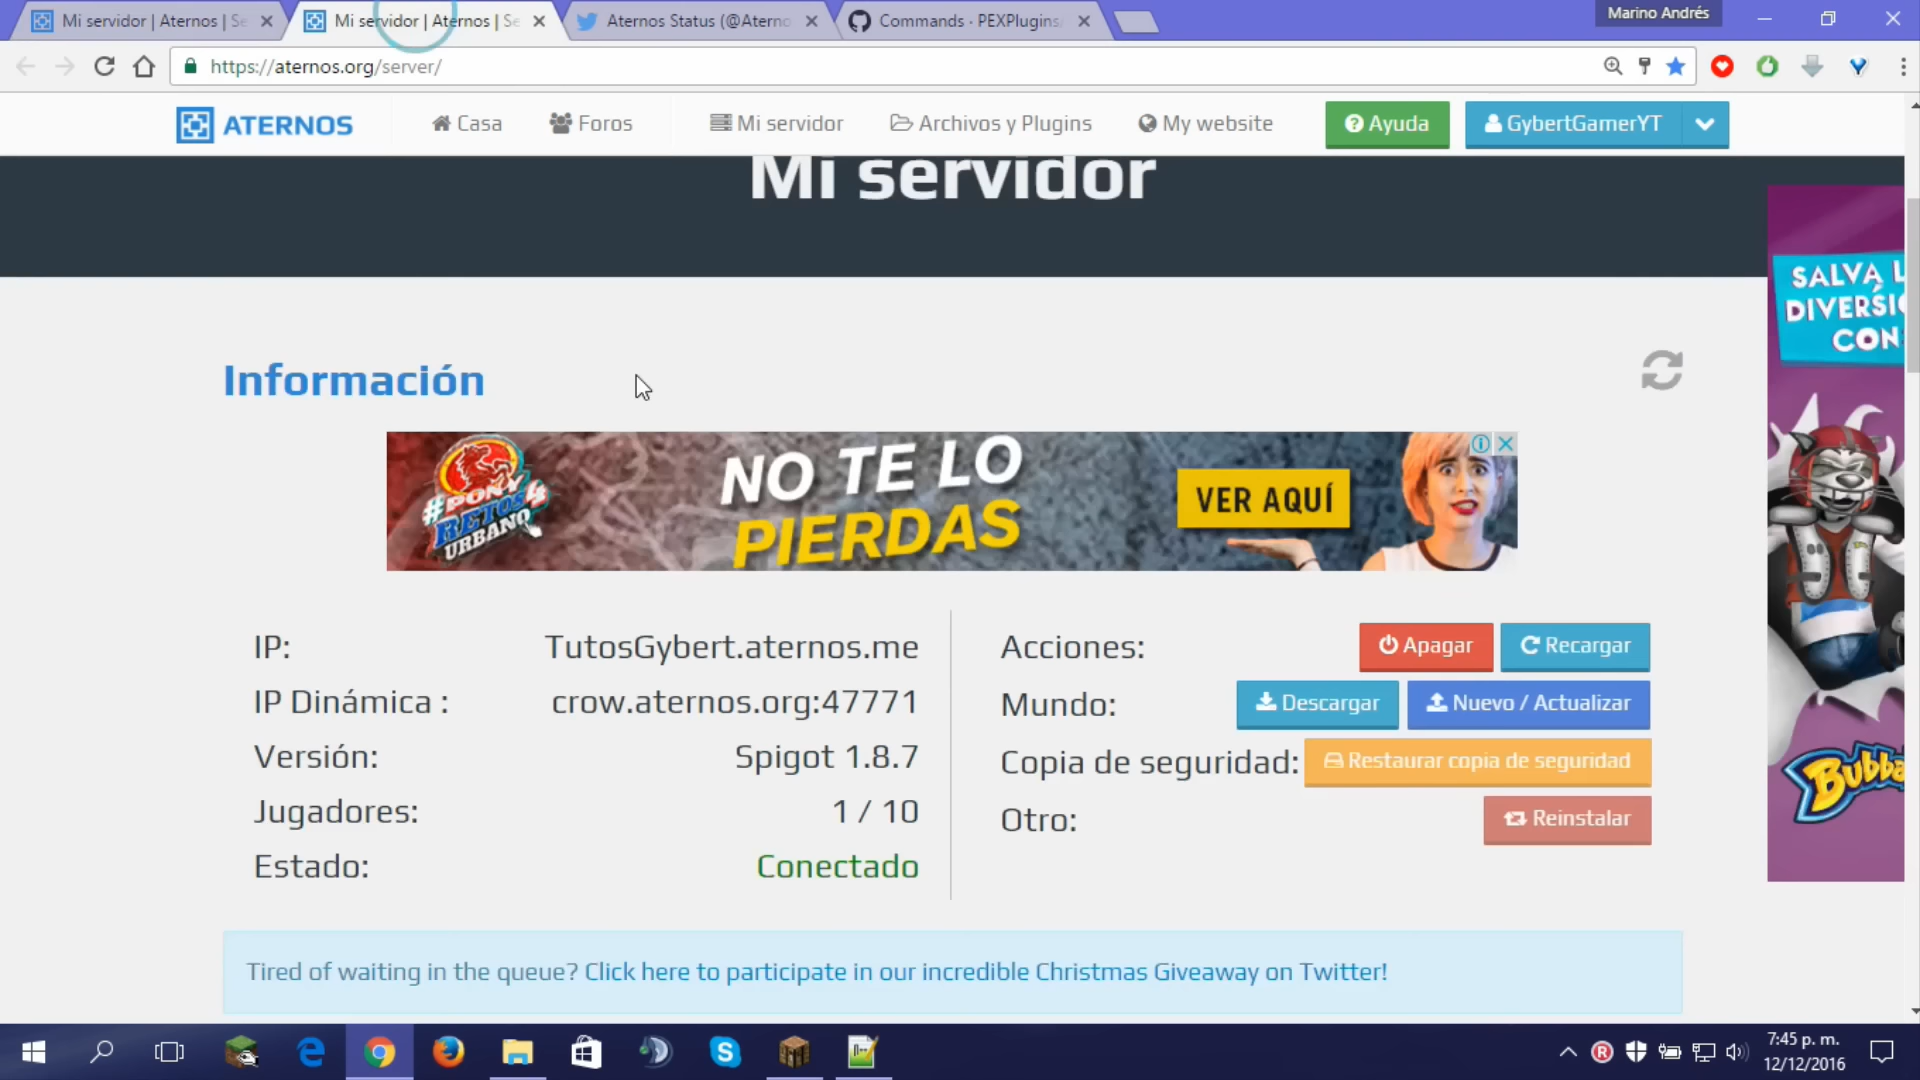 Mi servidor | Aternos | Se
Mi servidor | Aternos | Se
Aternos Status (@Aterno
Commands · PEXPlugins
Marino Andrés
https://aternos.org/server/
ATERNOS
Casa
Foros
Mi servidor
Archivos y Plugins
My website
Ayuda
GybertGamerYT
Mi servidor
SALVA L
DIVERSIÓ
CON
Información
#PONY
RETOS 4
URBANO
NO TE LO
PIERDAS
VER AQUÍ
IP:
TutosGybert.aternos.me
IP Dinámica :
crow.aternos.org:47771
Versión:
Spigot 1.8.7
Jugadores:
1 / 10
Estado:
Conectado
Acciones:
Apagar
Recargar
Mundo:
Descargar
Nuevo / Actualizar
Copia de seguridad:
Restaurar copia de seguridad
Otro:
Reinstalar
Bubba
Tired of waiting in the queue? Click here to participate in our incredible Christmas Giveaway on Twitter!
7:45 p. m.
12/12/2016